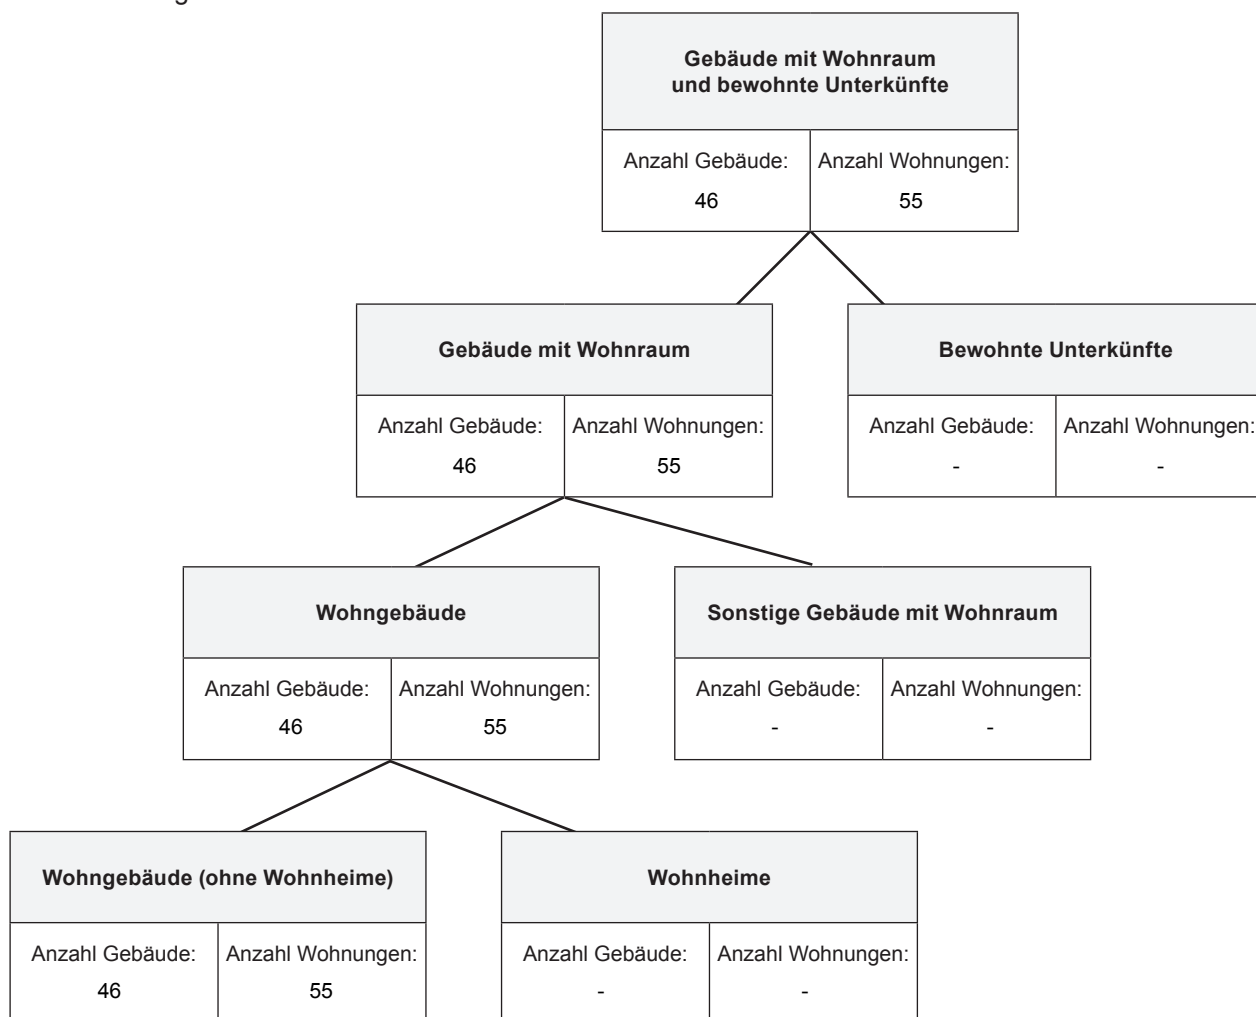 Gebäude mit Wohnraum
und bewohnte Unterkünfte
Anzahl Gebäude: Anzahl Wohnungen:
46 55
Gebäude mit Wohnraum
Bewohnte Unterkünfte
Anzahl Gebäude: Anzahl Wohnungen:
46 55
Anzahl Gebäude: Anzahl Wohnungen:
- -
Wohngebäude
Sonstige Gebäude mit Wohnraum
Anzahl Gebäude: Anzahl Wohnungen:
46 55
Anzahl Gebäude: Anzahl Wohnungen:
- -
Wohngebäude (ohne Wohnheime)
Wohnheime
Anzahl Gebäude: Anzahl Wohnungen:
46 55
Anzahl Gebäude: Anzahl Wohnungen:
- -